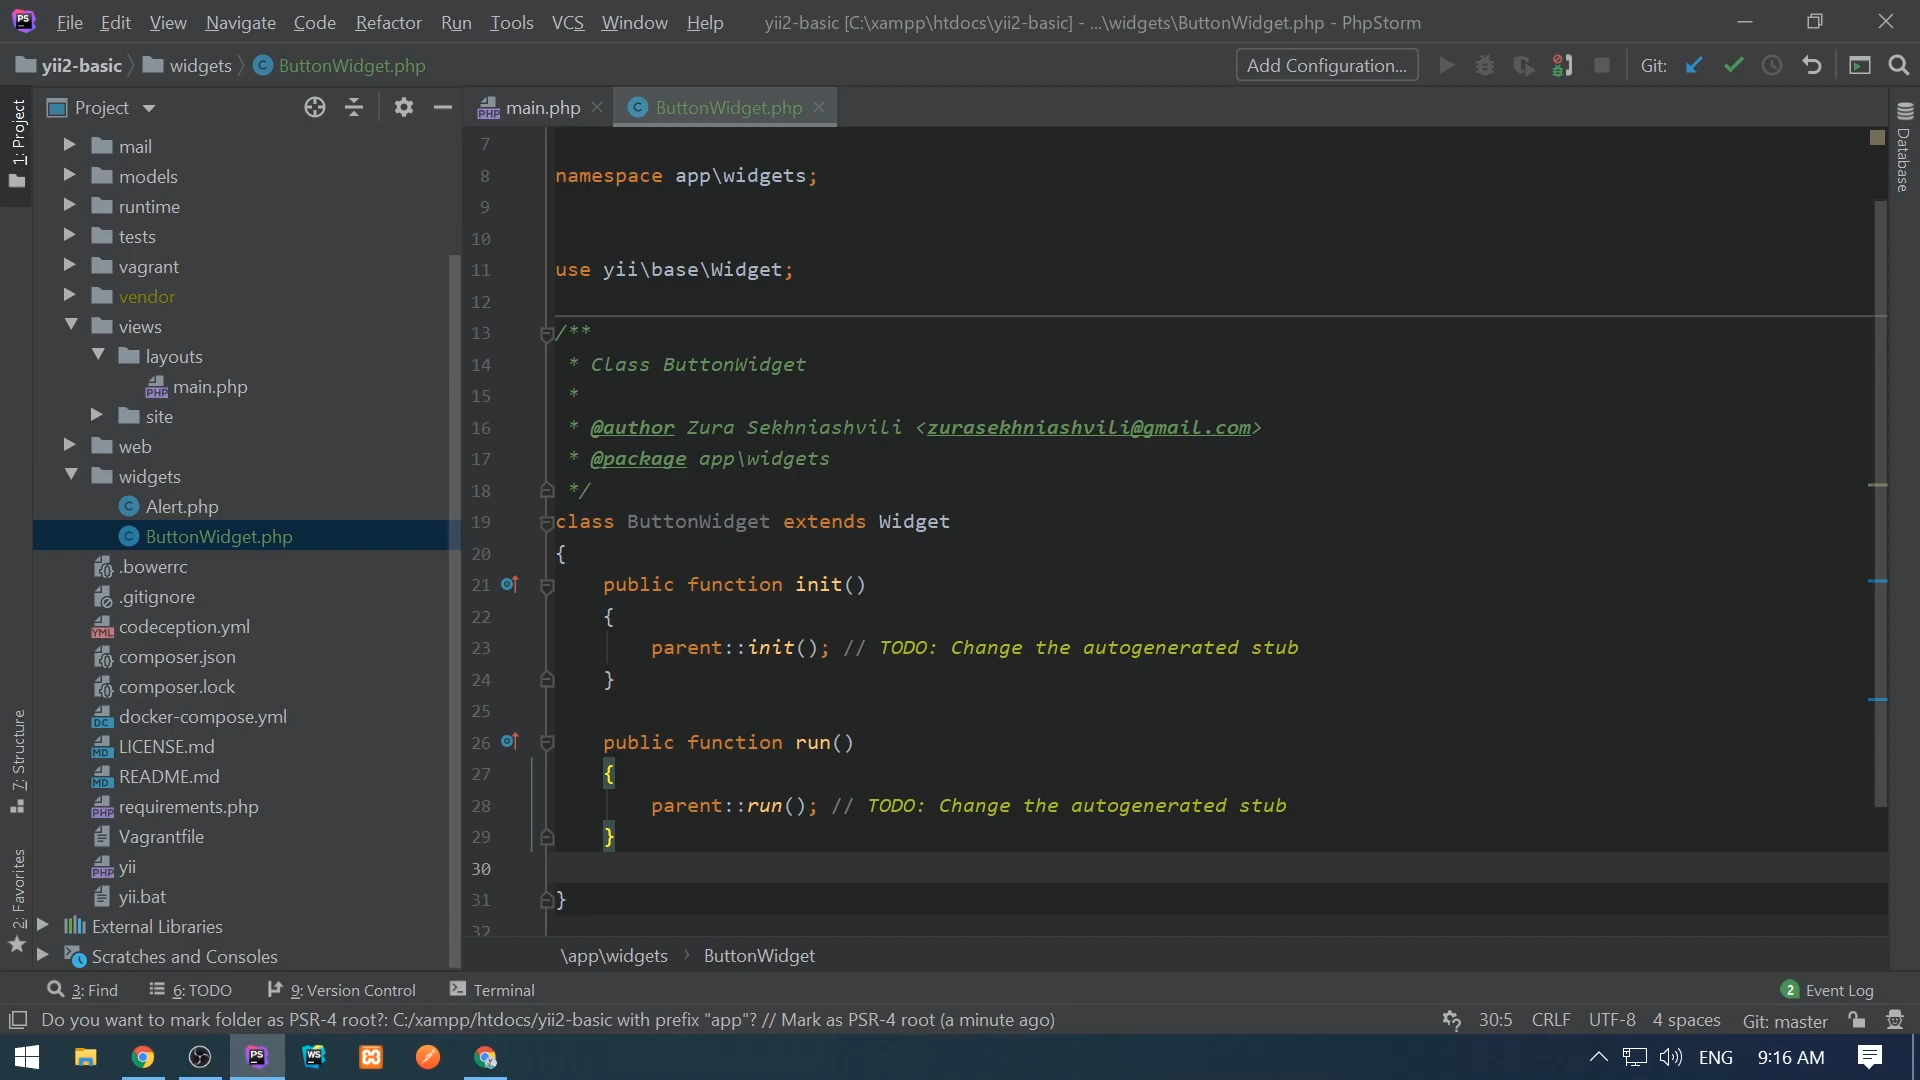 PS File Edit View Navigate Code Refactor Run Tools VCS Window Help yii2-basic [C:\xampp\htdocs\yii2-basic] - ...\widgets\ButtonWidget.php - PhpStorm
yii2-basic widgets ButtonWidget.php Add Configuration... Git:
Project main.php ButtonWidget.php
1: Project
Database
mail
models
runtime
tests
vagrant
vendor
views
layouts
main.php
site
web
widgets
Alert.php
ButtonWidget.php
.bowerrc
.gitignore
codeception.yml
composer.json
composer.lock
docker-compose.yml
LICENSE.md
README.md
requirements.php
Vagrantfile
yii
yii.bat
External Libraries
Scratches and Consoles
7: Structure
2: Favorites
7
8 namespace app\widgets;
9
10
11 use yii\base\Widget;
12
13 /**
14 * Class ButtonWidget
15 *
16 * @author Zura Sekhniashvili <zurasekhniashvili@gmail.com>
17 * @package app\widgets
18 */
19 class ButtonWidget extends Widget
20 {
21 public function init()
22 {
23 parent::init(); // TODO: Change the autogenerated stub
24 }
25
26 public function run()
27 {
28 parent::run(); // TODO: Change the autogenerated stub
29 }
30
31 }
32
\app\widgets ButtonWidget
3: Find 6: TODO 9: Version Control Terminal 2 Event Log
Do you want to mark folder as PSR-4 root?: C:/xampp/htdocs/yii2-basic with prefix "app"? // Mark as PSR-4 root (a minute ago) 30:5 CRLF UTF-8 4 spaces Git: master
PS WS ENG 9:16 AM